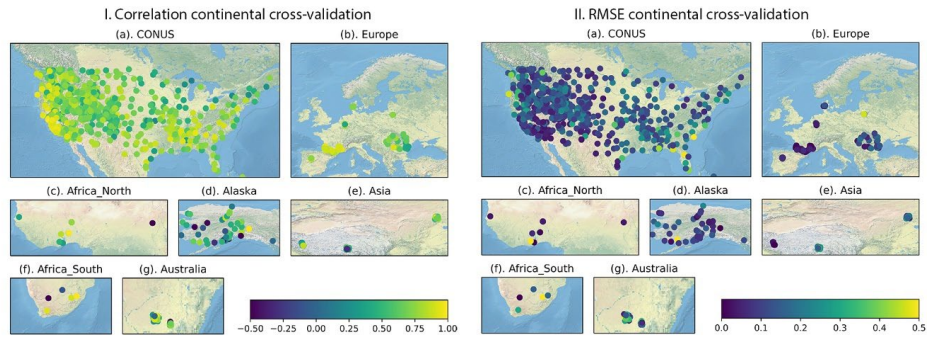 I. Correlation continental cross-validation
(a). CONUS
(b). Europe
(c). Africa_North
(d). Alaska
(e). Asia
(f). Africa_South
(g). Australia
−0.50 −0.25 0.00 0.25 0.50 0.75 1.00
II. RMSE continental cross-validation
(a). CONUS
(b). Europe
(c). Africa_North
(d). Alaska
(e). Asia
(f). Africa_South
(g). Australia
0.0 0.1 0.2 0.3 0.4 0.5